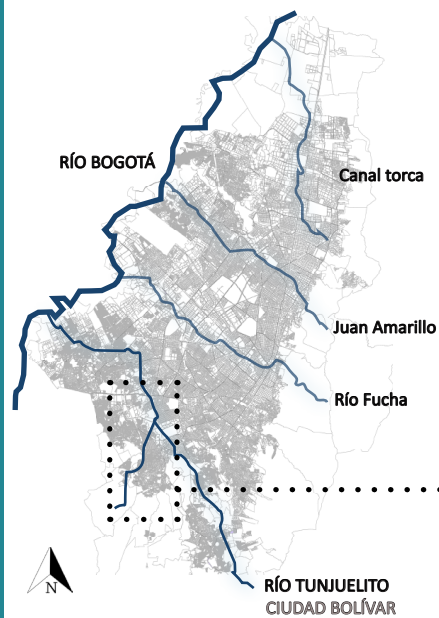 RÍO BOGOTÁ
Canal torca
Juan Amarillo
Río Fucha
N
RÍO TUNJUELITO
CIUDAD BOLÍVAR